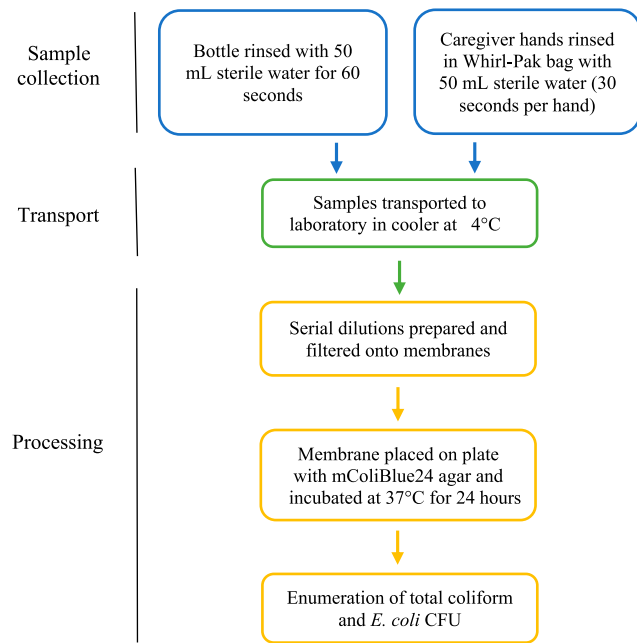 Sample
collection
Bottle rinsed with 50
mL sterile water for 60
seconds
Caregiver hands rinsed
in Whirl-Pak bag with
50 mL sterile water (30
seconds per hand)
Transport
Samples transported to
laboratory in cooler at 4°C
Processing
Serial dilutions prepared and
filtered onto membranes
Membrane placed on plate
with mColiBlue24 agar and
incubated at 37°C for 24 hours
Enumeration of total coliform
and E. coli CFU